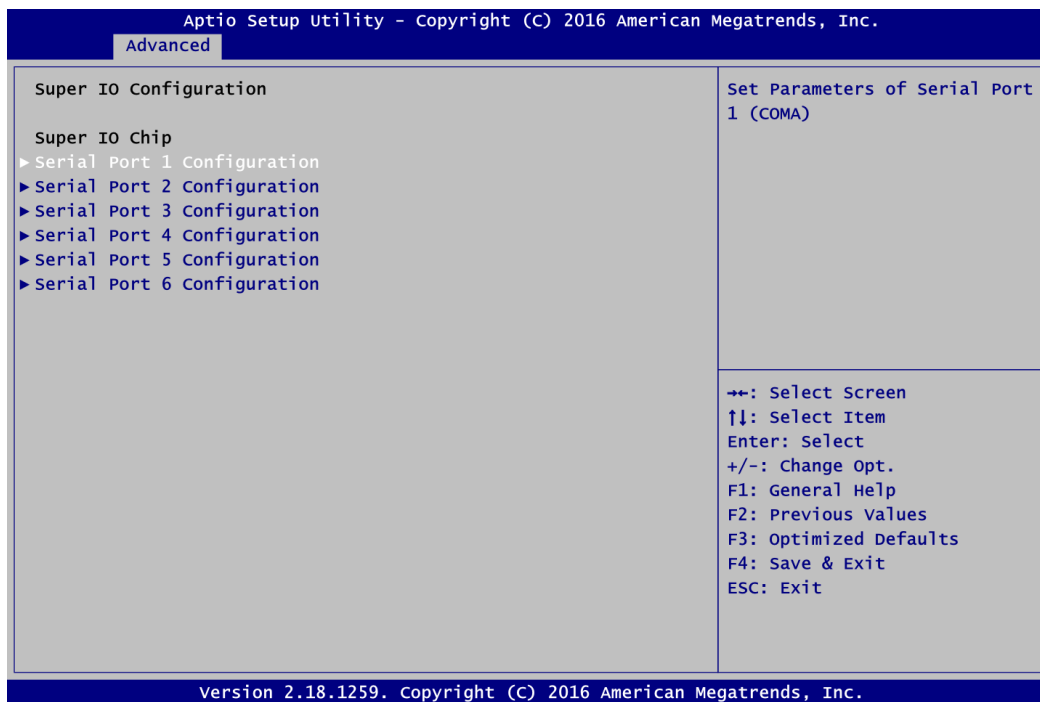 Aptio Setup Utility - Copyright (C) 2016 American Megatrends, Inc.
Advanced
Super IO Configuration
Super IO Chip
▶ Serial Port 1 Configuration
▶ Serial Port 2 Configuration
▶ Serial Port 3 Configuration
▶ Serial Port 4 Configuration
▶ Serial Port 5 Configuration
▶ Serial Port 6 Configuration
Set Parameters of Serial Port
1 (COMA)
→←: Select Screen
↑↓: Select Item
Enter: Select
+/-: Change Opt.
F1: General Help
F2: Previous Values
F3: Optimized Defaults
F4: Save & Exit
ESC: Exit
Version 2.18.1259. Copyright (C) 2016 American Megatrends, Inc.